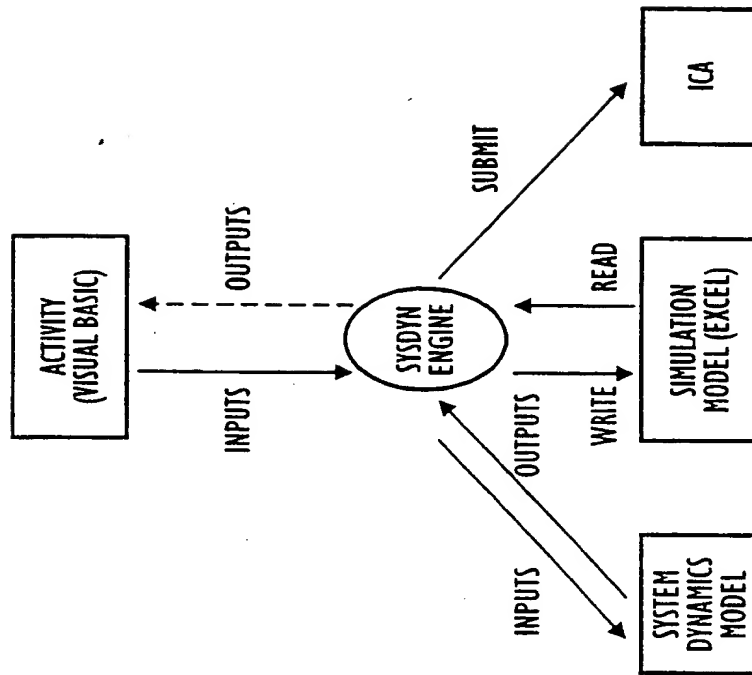 ACTIVITY
(VISUAL BASIC)
INPUTS
OUTPUTS
SYSDYN
ENGINE
SUBMIT
INPUTS
OUTPUTS
WRITE
READ
SYSTEM
DYNAMICS
MODEL
SIMULATION
MODEL (EXCEL)
ICA